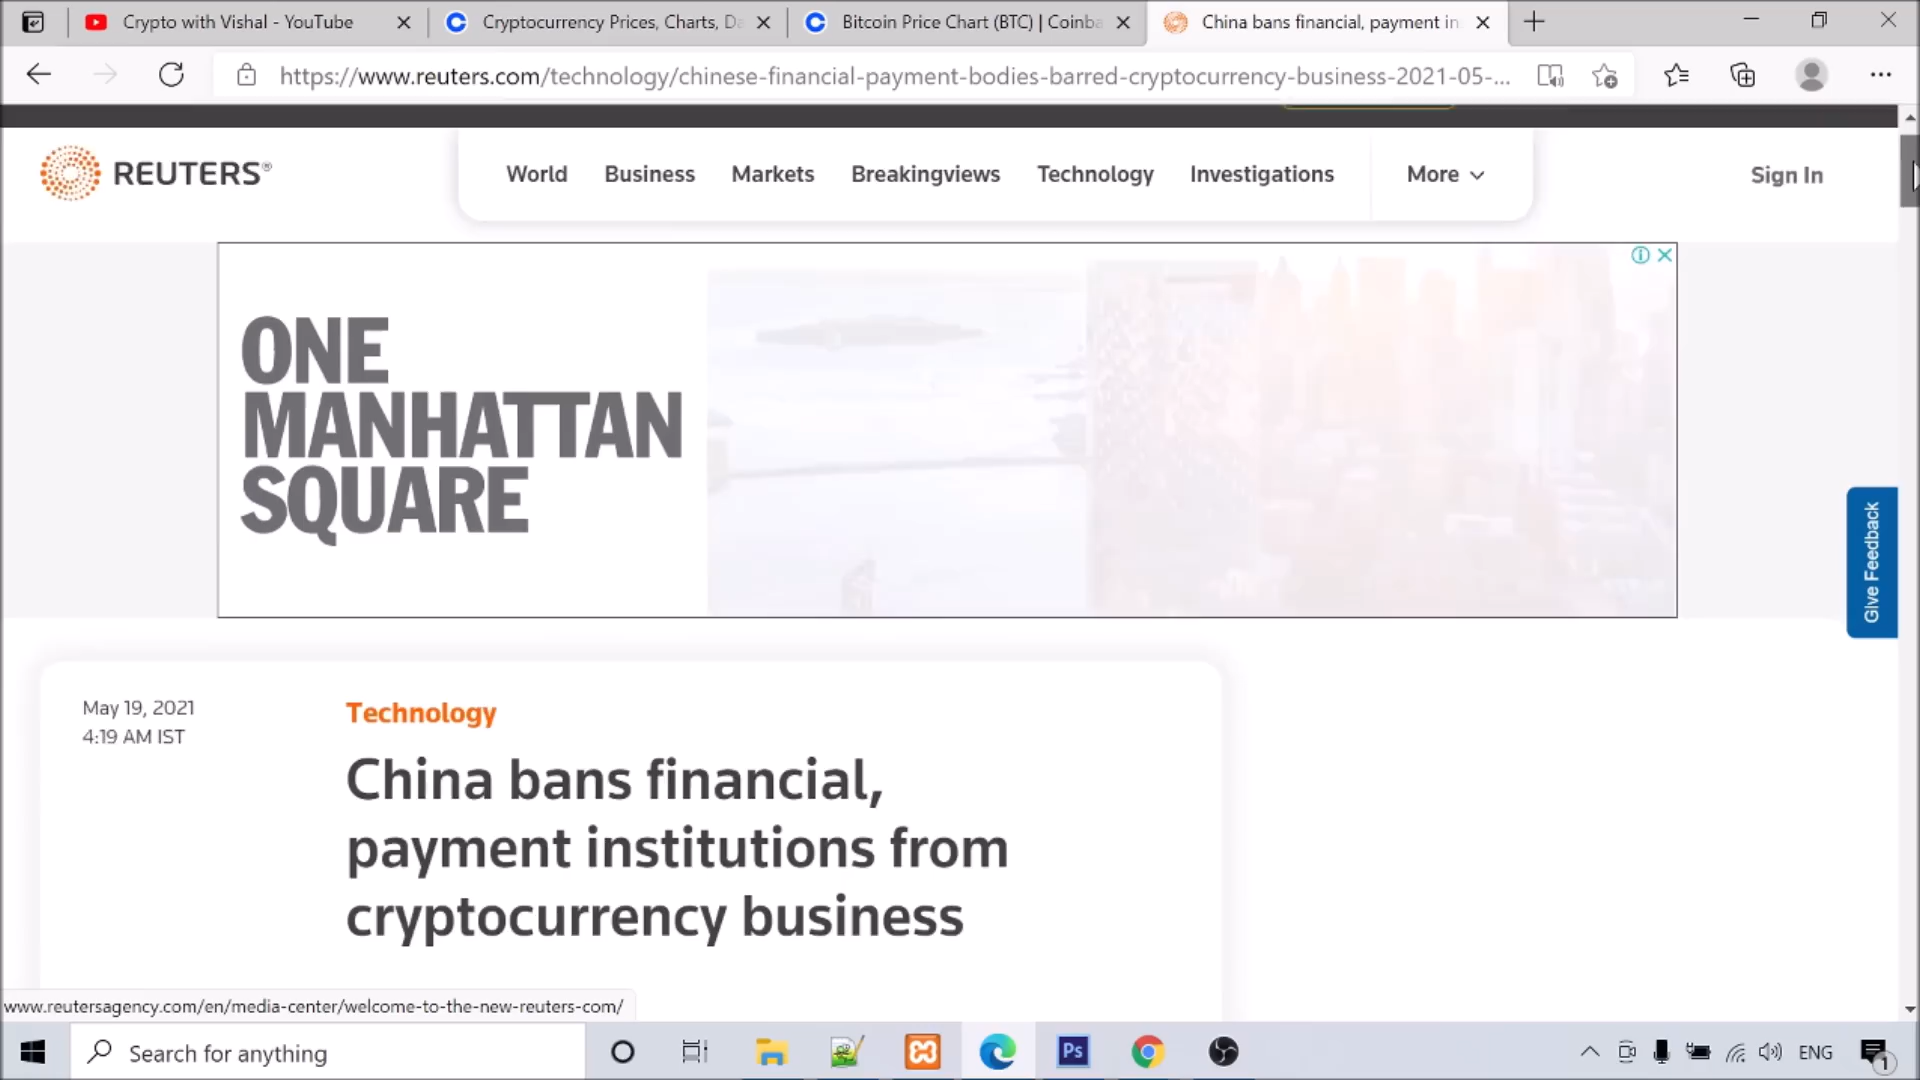 Crypto with Vishal - YouTube
Cryptocurrency Prices, Charts, Da
Bitcoin Price Chart (BTC) | Coinba
China bans financial, payment in
https://www.reuters.com/technology/chinese-financial-payment-bodies-barred-cryptocurrency-business-2021-05-...
REUTERS®
World
Business
Markets
Breakingviews
Technology
Investigations
More
Sign In
ONE
MANHATTAN
SQUARE
Give Feedback
May 19, 2021
4:19 AM IST
Technology
China bans financial,
payment institutions from
cryptocurrency business
www.reutersagency.com/en/media-center/welcome-to-the-new-reuters-com/
Search for anything
Ps
ENG
1